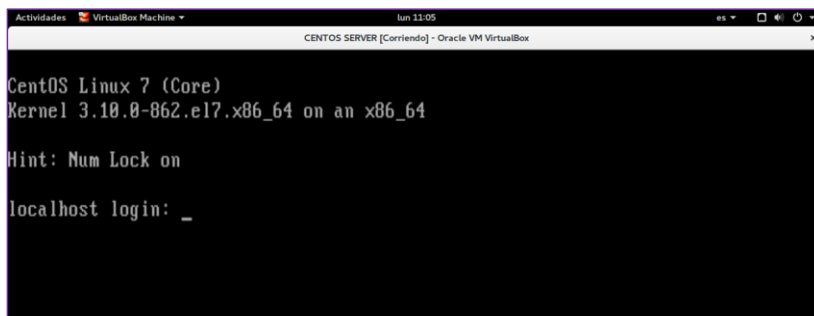 Actividades VirtualBox Machine lun 11:05 es
CENTOS SERVER [Corriendo] - Oracle VM VirtualBox
CentOS Linux 7 (Core)
Kernel 3.10.0-862.el7.x86_64 on an x86_64
Hint: Num Lock on
localhost login: _